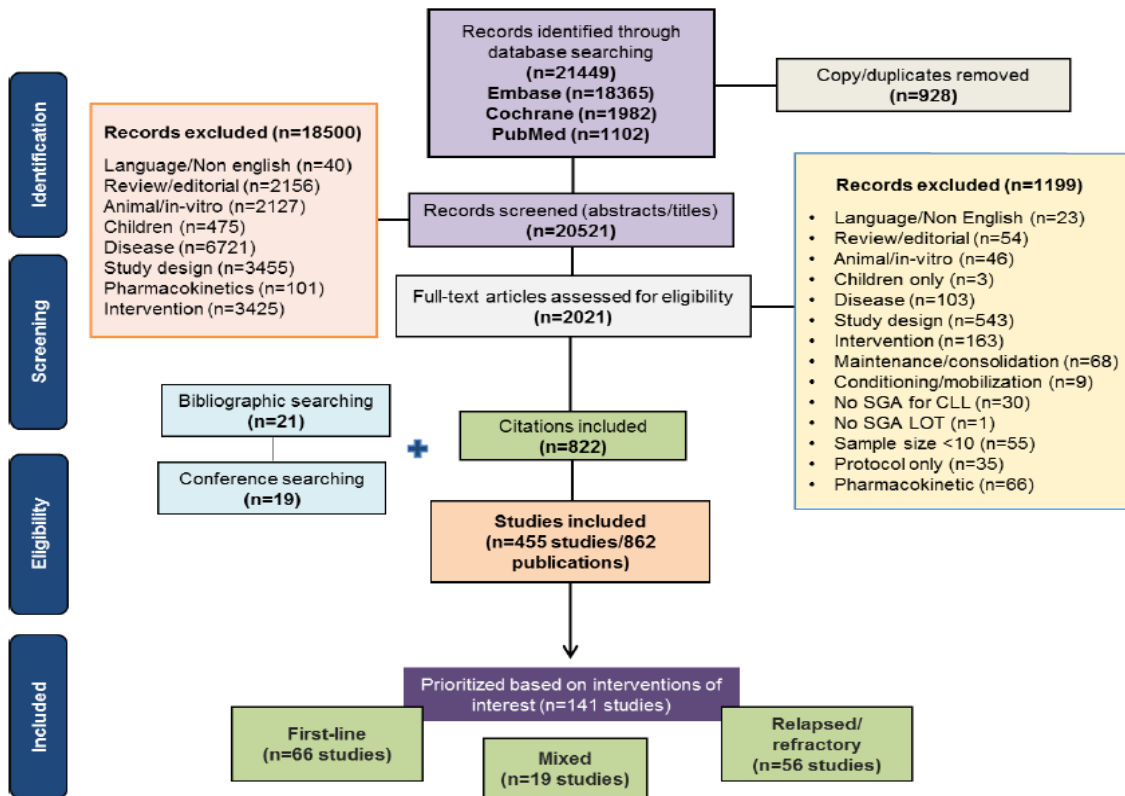 Identification
Screening
Eligibility
Included
Records identified through
database searching
(n=21449)
Embase (n=18365)
Cochrane (n=1982)
PubMed (n=1102)
Copy/duplicates removed
(n=928)
Records excluded (n=18500)
Language/Non english (n=40)
Review/editorial (n=2156)
Animal/in-vitro (n=2127)
Children (n=475)
Disease (n=6721)
Study design (n=3455)
Pharmacokinetics (n=101)
Intervention (n=3425)
Records screened (abstracts/titles)
(n=20521)
Full-text articles assessed for eligibility
(n=2021)
Records excluded (n=1199)
• Language/Non English (n=23)
• Review/editorial (n=54)
• Animal/in-vitro (n=46)
• Children only (n=3)
• Disease (n=103)
• Study design (n=543)
• Intervention (n=163)
• Maintenance/consolidation (n=68)
• Conditioning/mobilization (n=9)
• No SGA for CLL (n=30)
• No SGA LOT (n=1)
• Sample size <10 (n=55)
• Protocol only (n=35)
• Pharmacokinetic (n=66)
Bibliographic searching
(n=21)
Conference searching
(n=19)
Citations included
(n=822)
Studies included
(n=455 studies/862
publications)
Prioritized based on interventions of
interest (n=141 studies)
First-line
(n=66 studies)
Mixed
(n=19 studies)
Relapsed/
refractory
(n=56 studies)